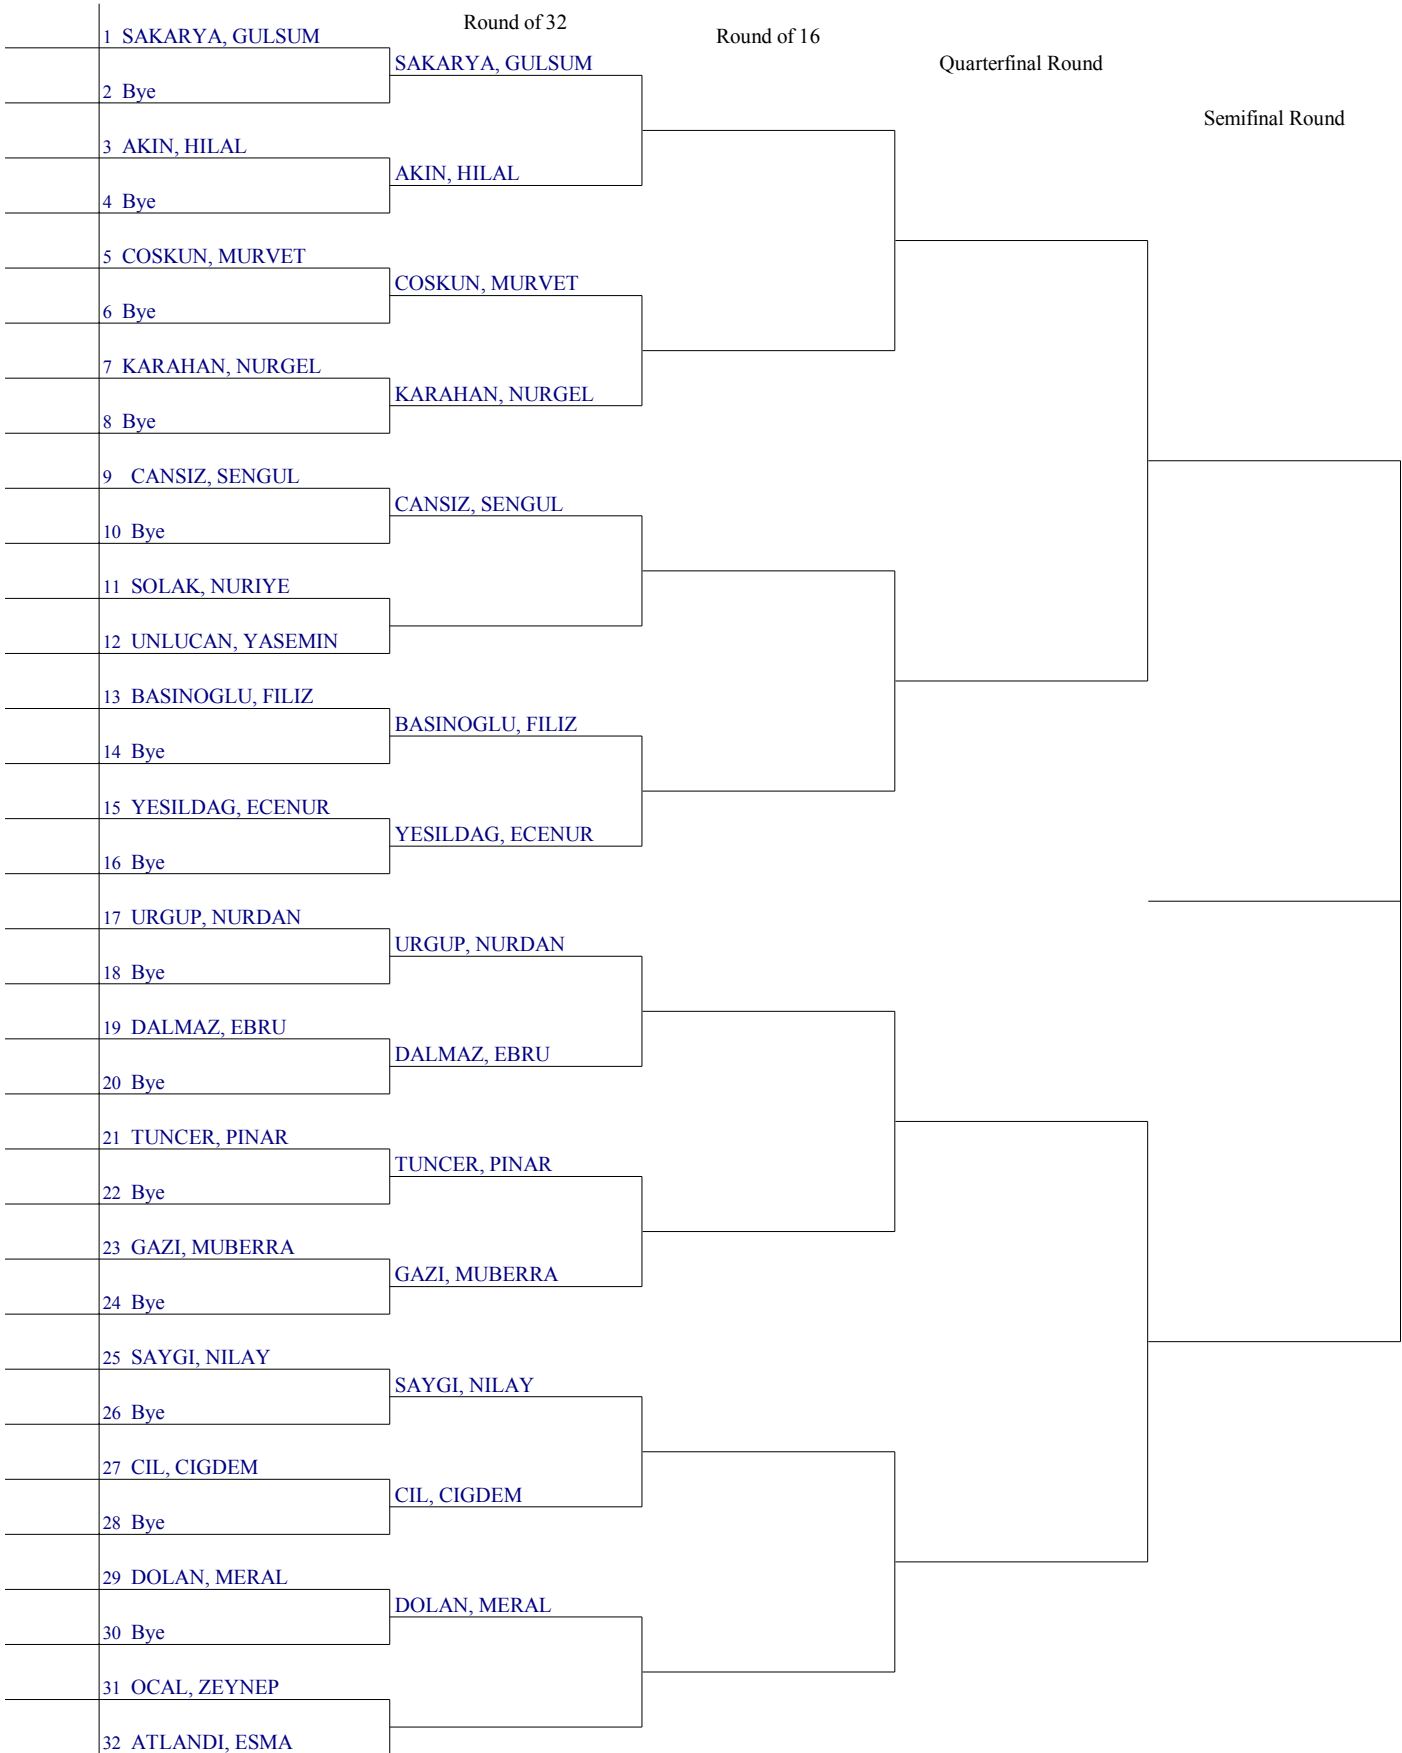 Round of 32
Round of 16
Quarterfinal Round
Semifinal Round
1 SAKARYA, GULSUM
SAKARYA, GULSUM
2 Bye
3 AKIN, HILAL
AKIN, HILAL
4 Bye
5 COSKUN, MURVET
COSKUN, MURVET
6 Bye
7 KARAHAN, NURGEL
KARAHAN, NURGEL
8 Bye
9 CANSIZ, SENGUL
CANSIZ, SENGUL
10 Bye
11 SOLAK, NURIYE
12 UNLUCAN, YASEMIN
13 BASINOGLU, FILIZ
BASINOGLU, FILIZ
14 Bye
15 YESILDAG, ECENUR
YESILDAG, ECENUR
16 Bye
17 URGUP, NURDAN
URGUP, NURDAN
18 Bye
19 DALMAZ, EBRU
DALMAZ, EBRU
20 Bye
21 TUNCER, PINAR
TUNCER, PINAR
22 Bye
23 GAZI, MUBERRA
GAZI, MUBERRA
24 Bye
25 SAYGI, NILAY
SAYGI, NILAY
26 Bye
27 CIL, CIGDEM
CIL, CIGDEM
28 Bye
29 DOLAN, MERAL
DOLAN, MERAL
30 Bye
31 OCAL, ZEYNEP
32 ATLANDI, ESMA